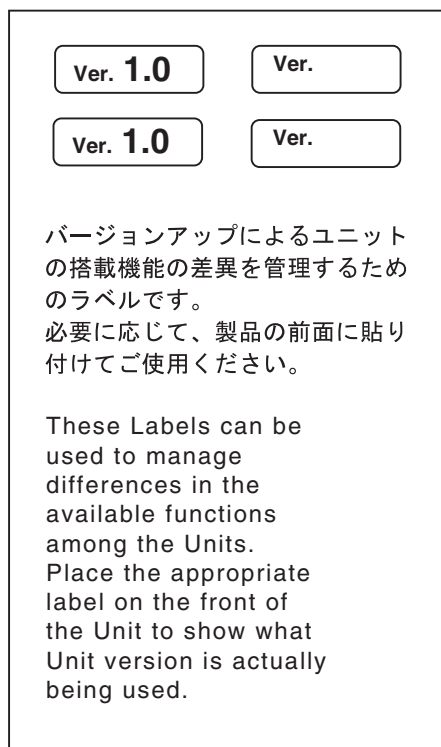 Ver. 1.0
Ver.
Ver. 1.0
Ver.
バージョンアップによるユニット
の搭載機能の差異を管理するため
のラベルです。
必要に応じて、製品の前面に貼り
付けてご使用ください。
These Labels can be
used to manage
differences in the
available functions
among the Units.
Place the appropriate
label on the front of
the Unit to show what
Unit version is actually
being used.